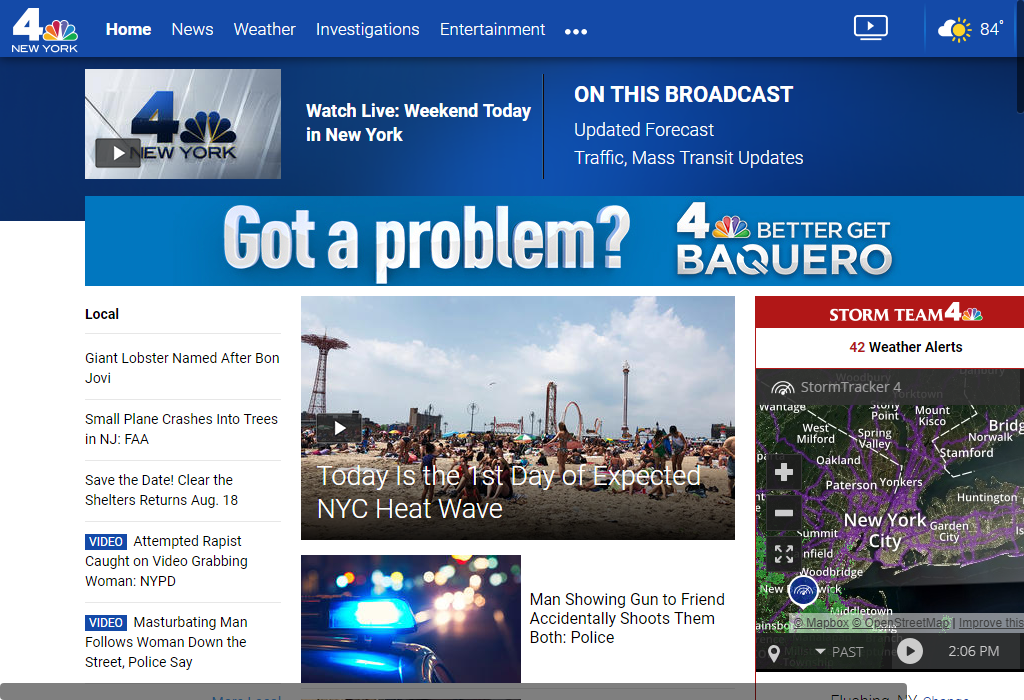 4
NEW YORK
Home News Weather Investigations Entertainment
84°
4
NEW YORK
Watch Live: Weekend Today
in New York
ON THIS BROADCAST
Updated Forecast
Traffic, Mass Transit Updates
Got a problem?
4 BETTER GET
BAQUERO
Local
Giant Lobster Named After Bon
Jovi
Small Plane Crashes Into Trees
in NJ: FAA
Save the Date! Clear the
Shelters Returns Aug. 18
VIDEO Attempted Rapist
Caught on Video Grabbing
Woman: NYPD
VIDEO Masturbating Man
Follows Woman Down the
Street, Police Say
Today Is the 1st Day of Expected
NYC Heat Wave
Man Showing Gun to Friend
Accidentally Shoots Them
Both: Police
STORM TEAM 4
42 Weather Alerts
Woodbury
Danbury
StormTracker 4
Yorktown
Wantage
Stony
Point
Mount
Kisco
West
Milford
Spring
Valley
Norwalk
Stamford
Oakland
Paterson
Yonkers
Huntington
New York
City
Garden
City
Woodbridge
Middletown
© Mapbox © OpenStreetMap | Improve this
PAST
2:06 PM